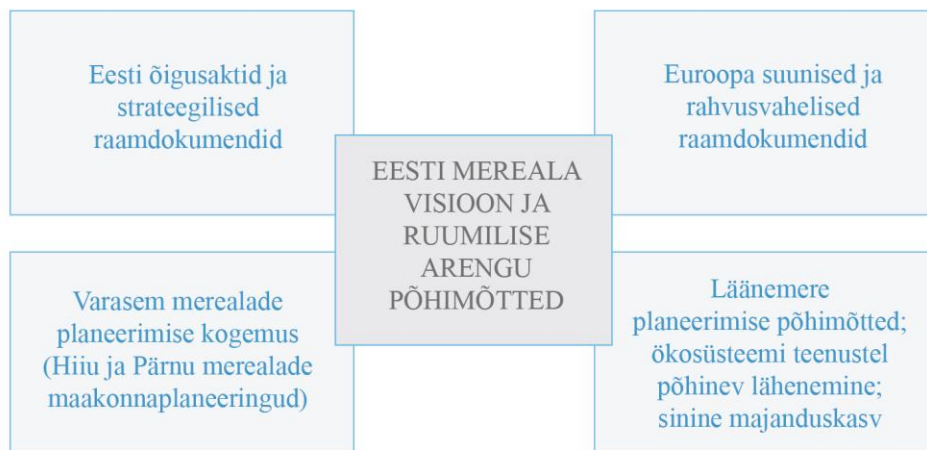 Eesti õigusaktid ja
strateegilised
raamdokumendid
Euroopa suunised ja
rahvusvahelised
raamdokumendid
EESTI MEREALA
VISIOON JA
RUUMILISE
ARENGU
PÕHIMÕTTED
Varasem merealade
planeerimise kogemus
(Hiiu ja Pärnu merealade
maakonnaplaneeringud)
Läänemere
planeerimise põhimõtted;
ökosüsteemi teenustel
põhinev lähenemine;
sinine majanduskasv